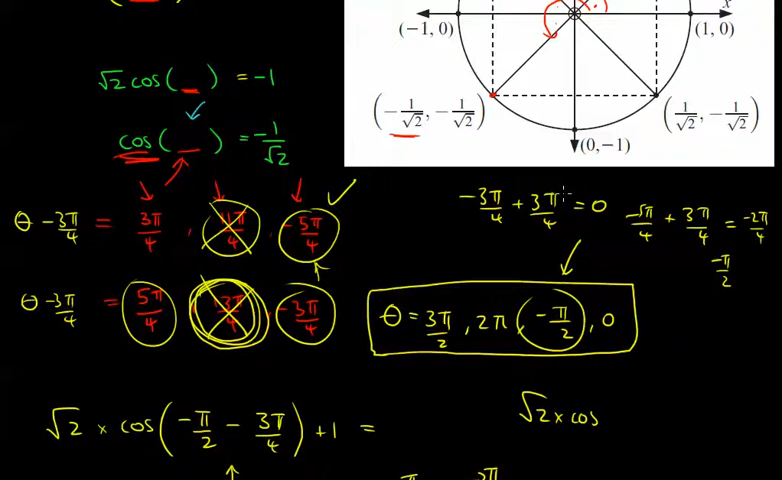 x
(-1, 0)
(1, 0)
√2 cos( _ ) = -1
(-1/√2, -1/√2)
(1/√2, -1/√2)
cos( _ ) = -1/√2
(0, -1)
θ - 3π/4 = 3π/4, 11π/4, -5π/4
-3π/4 + 3π/4 = 0
-5π/4 + 3π/4 = -2π/4
-π/2
θ - 3π/4 = 5π/4, 13π/4, -3π/4
θ = 3π/2, 2π, -π/2, 0
√2 × cos(-π/2 - 3π/4) + 1 =
√2 × cos